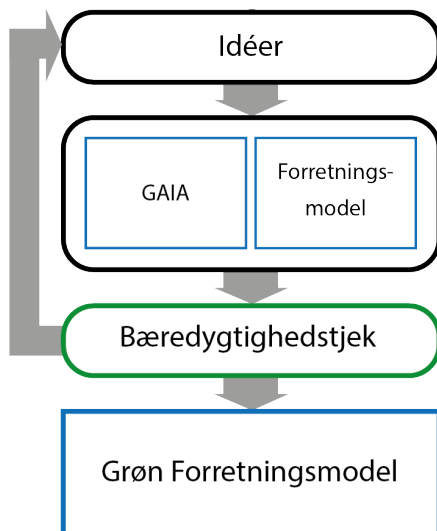 Idéer
GAIA
Forretnings-
model
Bæredygtighedstjek
Grøn Forretningsmodel